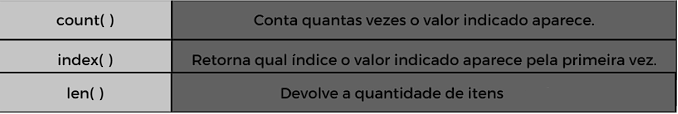 count( ) Conta quantas vezes o valor indicado aparece.
index( ) Retorna qual índice o valor indicado aparece pela primeira vez.
len( ) Devolve a quantidade de itens